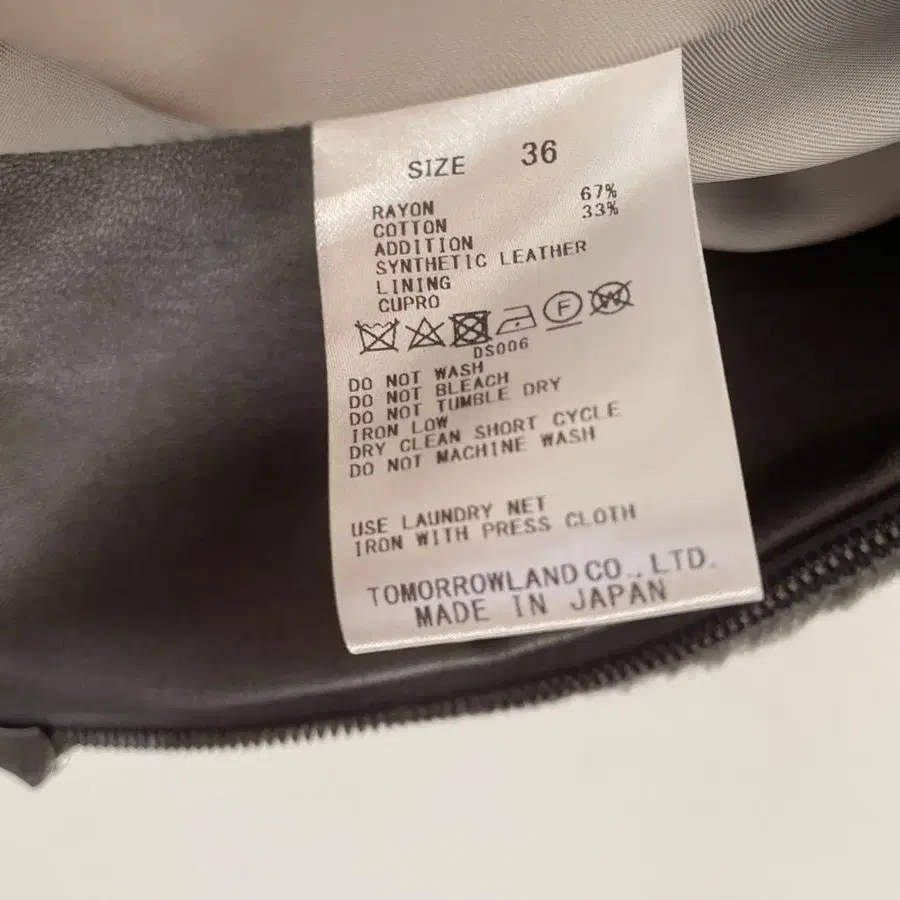 SIZE 36
RAYON 67%
COTTON 33%
ADDITION
SYNTHETIC LEATHER
LINING
CUPRO
F W
DS006
DO NOT WASH
DO NOT BLEACH
DO NOT TUMBLE DRY
IRON LOW
DRY CLEAN SHORT CYCLE
DO NOT MACHINE WASH
USE LAUNDRY NET
IRON WITH PRESS CLOTH
TOMORROWLAND CO., LTD.
MADE IN JAPAN